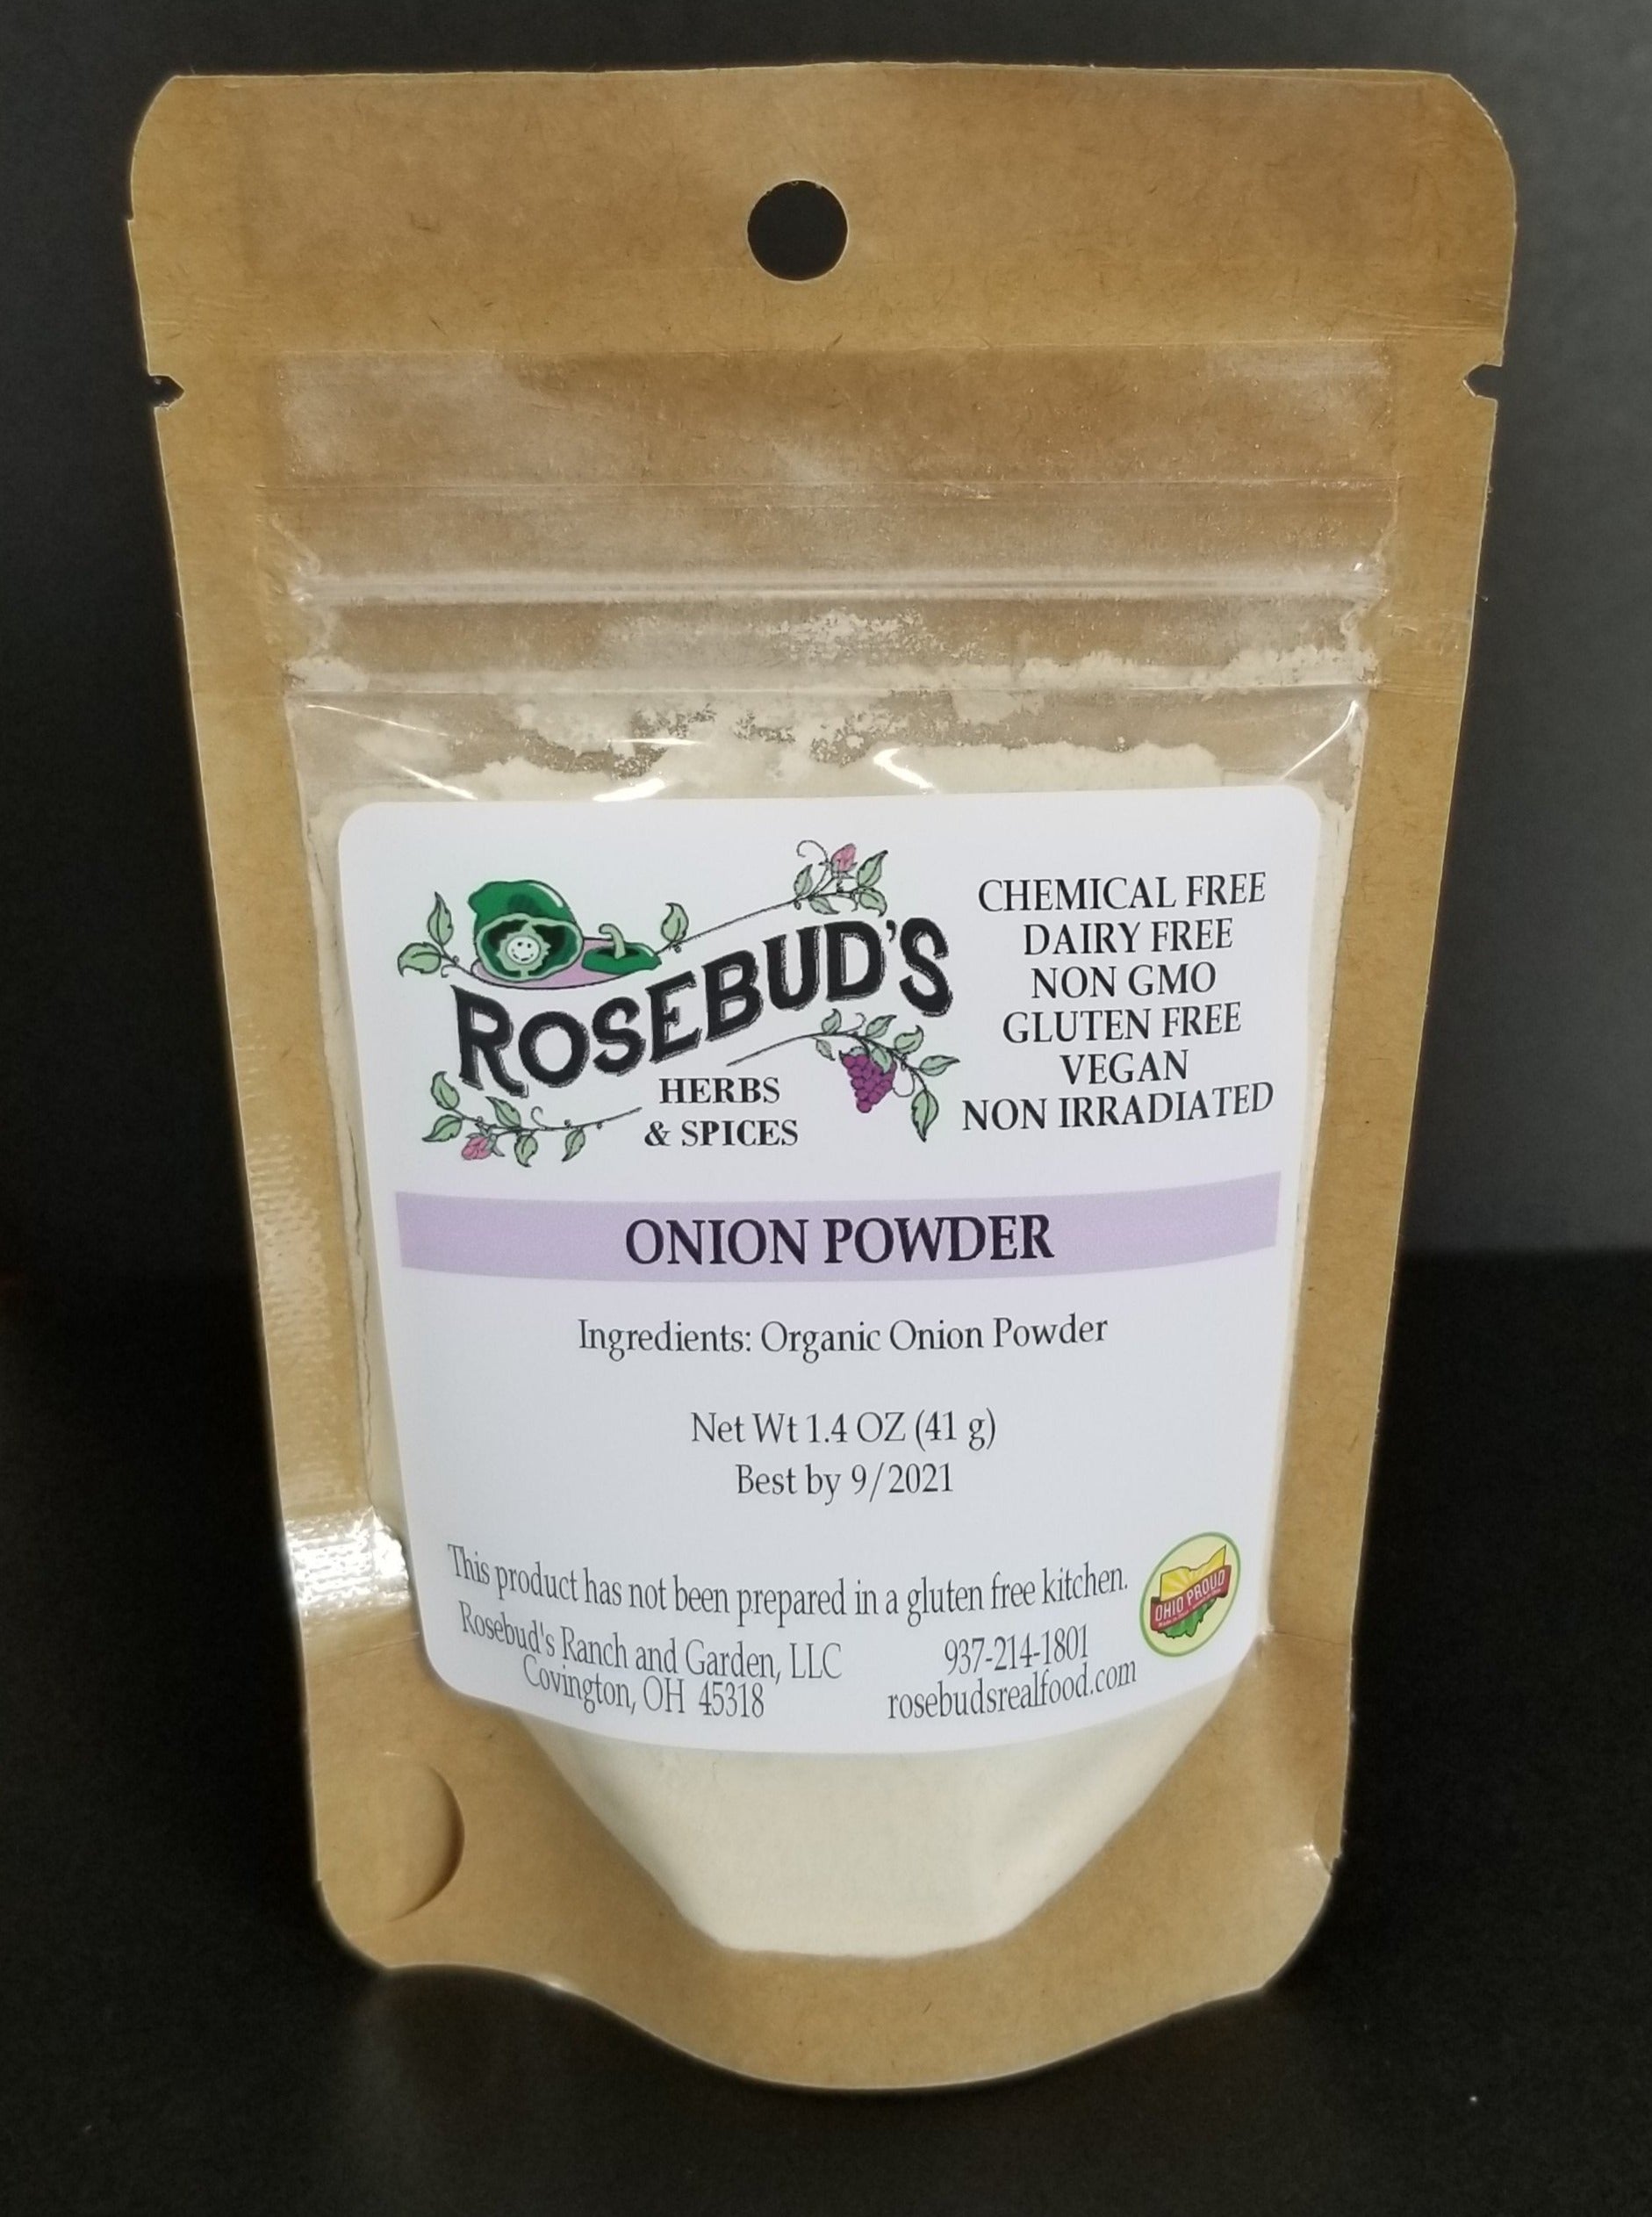 ROSEBUD'S
HERBS
& SPICES
CHEMICAL FREE
DAIRY FREE
NON GMO
GLUTEN FREE
VEGAN
NON IRRADIATED
ONION POWDER
Ingredients: Organic Onion Powder
Net Wt 1.4 OZ (41 g)
Best by 9/2021
This product has not been prepared in a gluten free kitchen.
Rosebud's Ranch and Garden, LLC
Covington, OH 45318
937-214-1801
rosebudsrealfood.com
OHIO PROUD